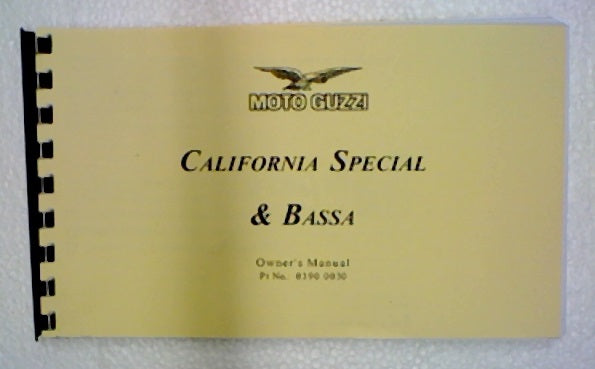 MOTO GUZZI
CALIFORNIA SPECIAL
& BASSA
Owner's Manual
Pt No. 0190 0030